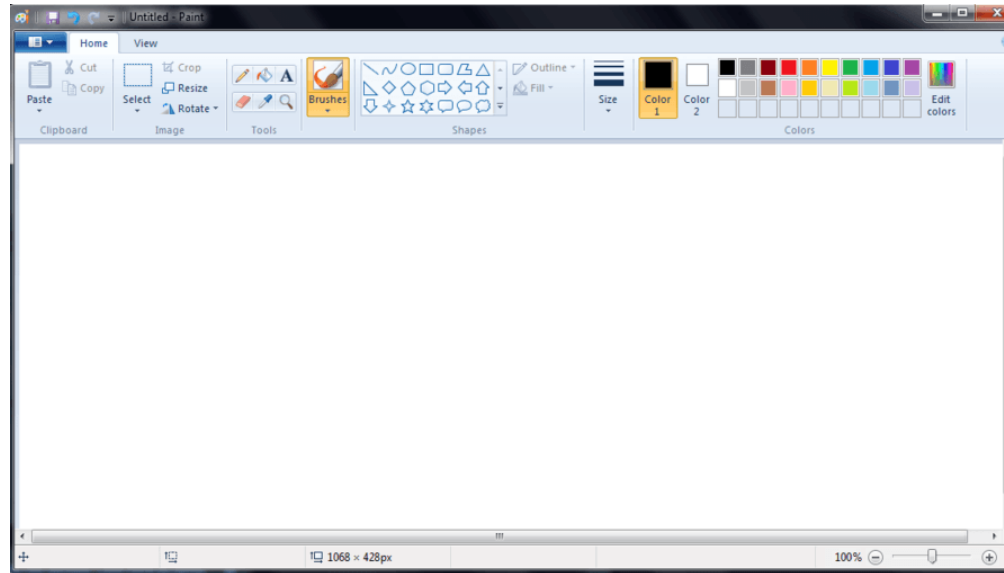 Untitled - Paint
Home View
Cut
Copy
Paste
Clipboard
Select
Crop
Resize
Rotate
Image
A
Tools
Brushes
Outline
Fill
Shapes
Size
Color 1
Color 2
Edit colors
Colors
1068 × 428px
100%